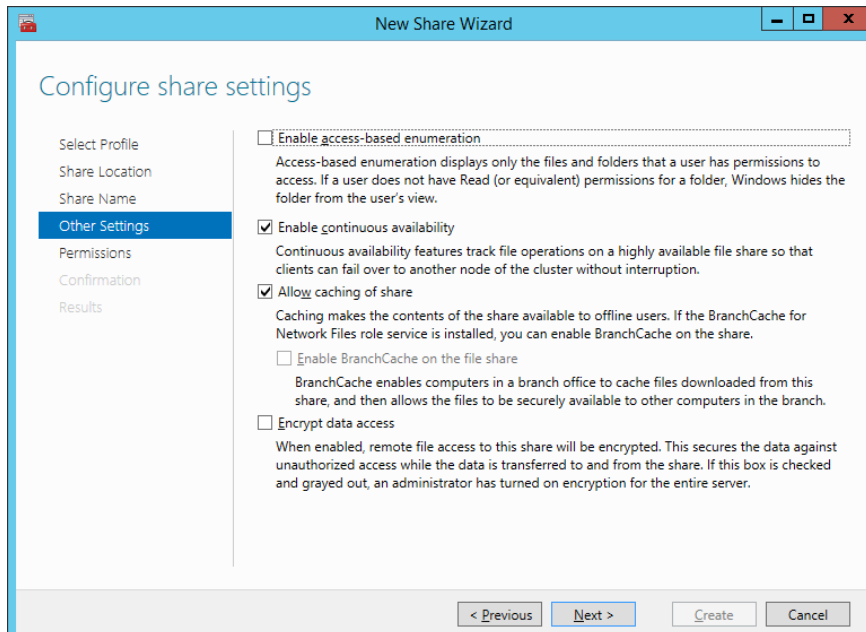 New Share Wizard
Configure share settings
Select Profile
Share Location
Share Name
Other Settings
Permissions
Confirmation
Results
Enable access-based enumeration
Access-based enumeration displays only the files and folders that a user has permissions to
access. If a user does not have Read (or equivalent) permissions for a folder, Windows hides the
folder from the user's view.
Enable continuous availability
Continuous availability features track file operations on a highly available file share so that
clients can fail over to another node of the cluster without interruption.
Allow caching of share
Caching makes the contents of the share available to offline users. If the BranchCache for
Network Files role service is installed, you can enable BranchCache on the share.
Enable BranchCache on the file share
BranchCache enables computers in a branch office to cache files downloaded from this
share, and then allows the files to be securely available to other computers in the branch.
Encrypt data access
When enabled, remote file access to this share will be encrypted. This secures the data against
unauthorized access while the data is transferred to and from the share. If this box is checked
and grayed out, an administrator has turned on encryption for the entire server.
< Previous Next > Create Cancel